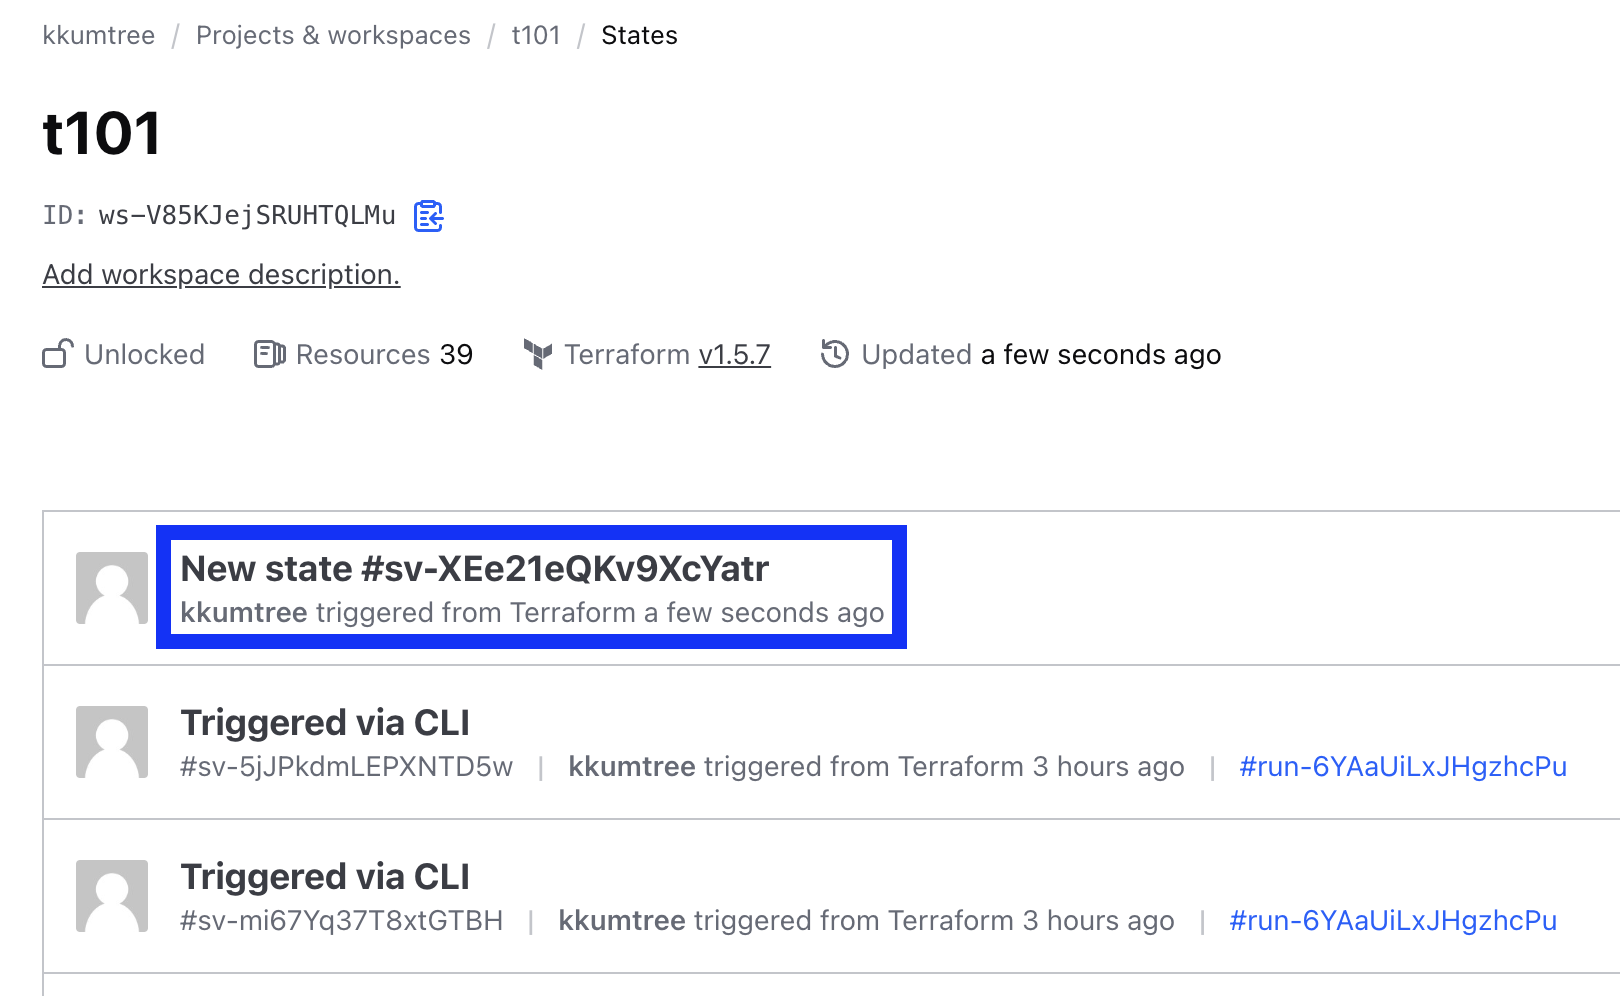 kkumtree / Projects & workspaces / t101 / States
t101
ID: ws-V85KJejSRUHTQLMu
Add workspace description.
Unlocked Resources 39 Terraform v1.5.7 Updated a few seconds ago
New state #sv-XEe21eQKv9XcYatr
kkumtree triggered from Terraform a few seconds ago
Triggered via CLI
#sv-5jJPkdmLEPXNTD5w | kkumtree triggered from Terraform 3 hours ago | #run-6YAaUiLxJHgzhcPu
Triggered via CLI
#sv-mi67Yq37T8xtGTBH | kkumtree triggered from Terraform 3 hours ago | #run-6YAaUiLxJHgzhcPu